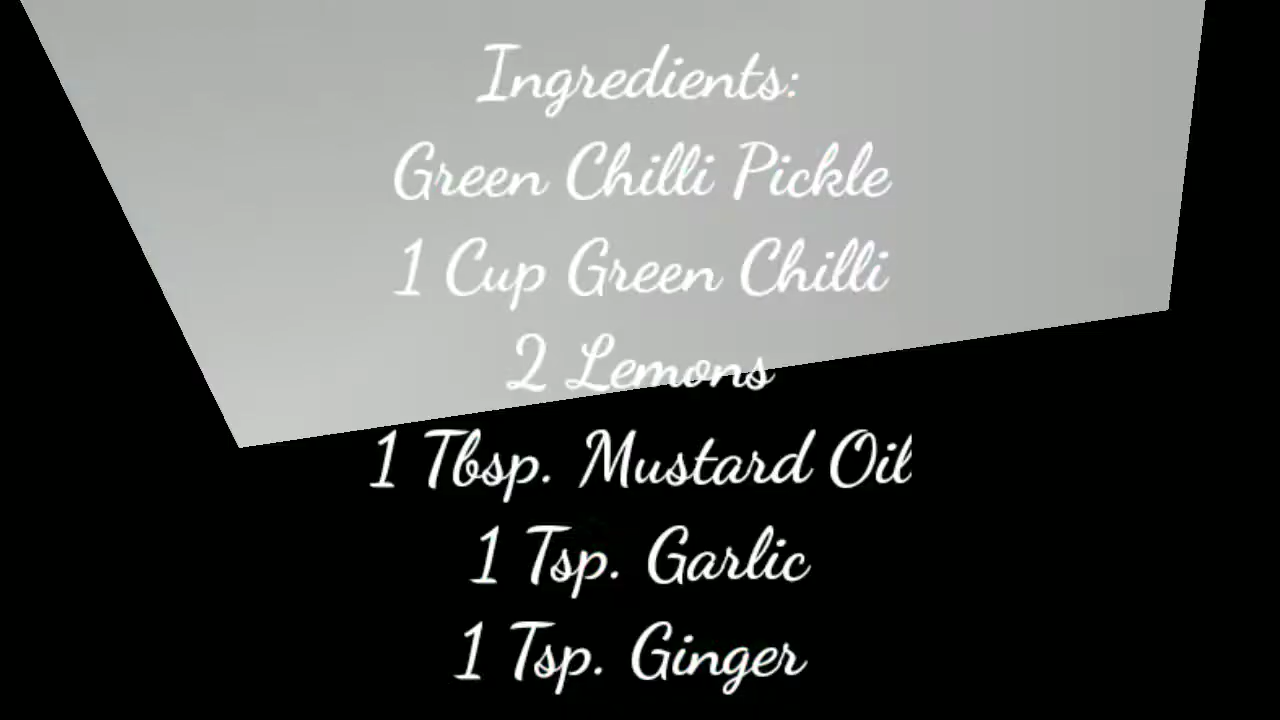 Ingredients:
Green Chilli Pickle
1 Cup Green Chilli
2 Lemons
1 Tbsp. Mustard Oil
1 Tsp. Garlic
1 Tsp. Ginger